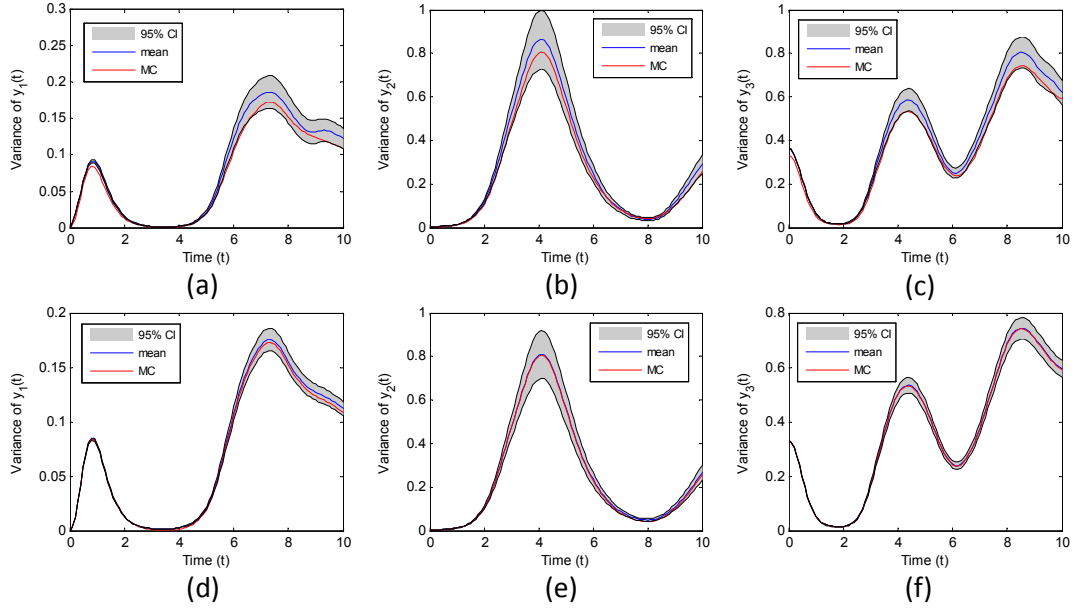 0.3
0.25
0.2
0.15
0.1
0.05
0
Variance of y1(t)
95% CI
mean
MC
0 2 4 6 8 10
Time (t)
(a)
1
0.8
0.6
0.4
0.2
0
Variance of y2(t)
95% CI
mean
MC
0 2 4 6 8 10
Time (t)
(b)
1.2
1
0.8
0.6
0.4
0.2
0
Variance of y3(t)
95% CI
mean
MC
0 2 4 6 8 10
Time (t)
(c)
0.2
0.15
0.1
0.05
0
Variance of y1(t)
95% CI
mean
MC
0 2 4 6 8 10
Time (t)
(d)
1
0.8
0.6
0.4
0.2
0
Variance of y2(t)
95% CI
mean
MC
0 2 4 6 8 10
Time (t)
(e)
0.8
0.6
0.4
0.2
0
Variance of y3(t)
95% CI
mean
MC
0 2 4 6 8 10
Time (t)
(f)